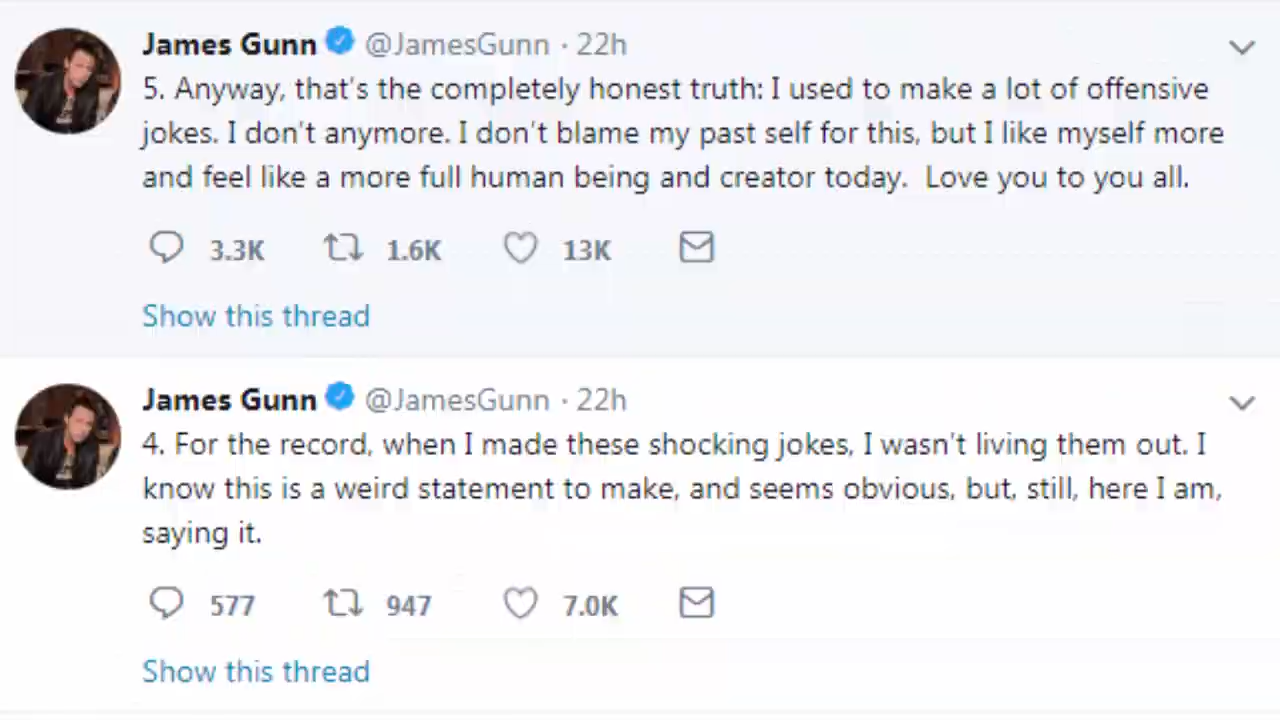 James Gunn @JamesGunn · 22h
5. Anyway, that's the completely honest truth: I used to make a lot of offensive
jokes. I don't anymore. I don't blame my past self for this, but I like myself more
and feel like a more full human being and creator today.  Love you to you all.
3.3K 1.6K 13K
Show this thread
James Gunn @JamesGunn · 22h
4. For the record, when I made these shocking jokes, I wasn't living them out. I
know this is a weird statement to make, and seems obvious, but, still, here I am,
saying it.
577 947 7.0K
Show this thread